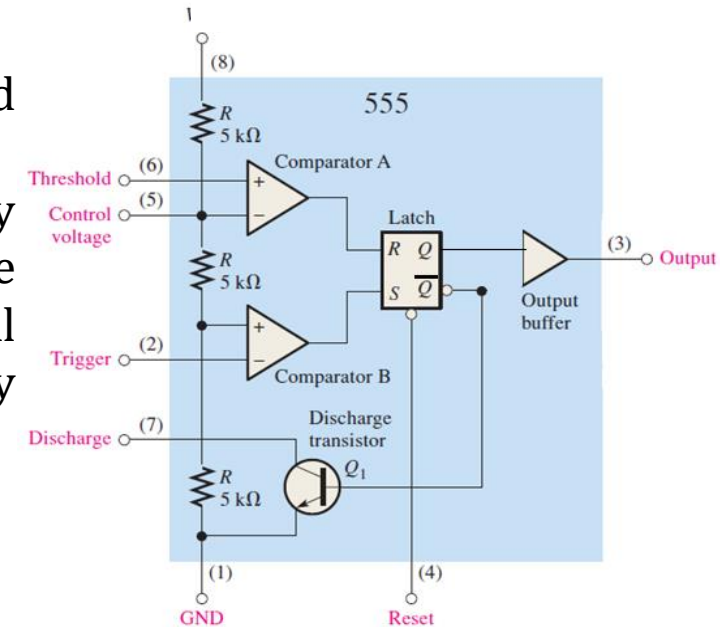 (8)
555
R
5 kΩ
Comparator A
Threshold
(6)
+
(5)
Control
voltage
−
Latch
R Q
(3)
Output
R
5 kΩ
S Q̅
Output
buffer
+
Trigger
(2)
−
Comparator B
Discharge
(7)
Discharge
transistor
Q₁
R
5 kΩ
(1)
(4)
GND
Reset
d
y
e
l
y